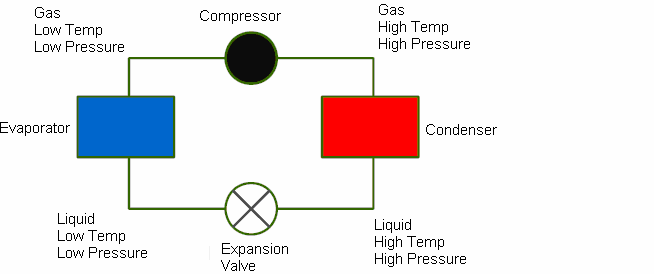 Gas
Low Temp
Low Pressure
Compressor
Gas
High Temp
High Pressure
Evaporator
Condenser
Liquid
Low Temp
Low Pressure
Expansion
Valve
Liquid
High Temp
High Pressure